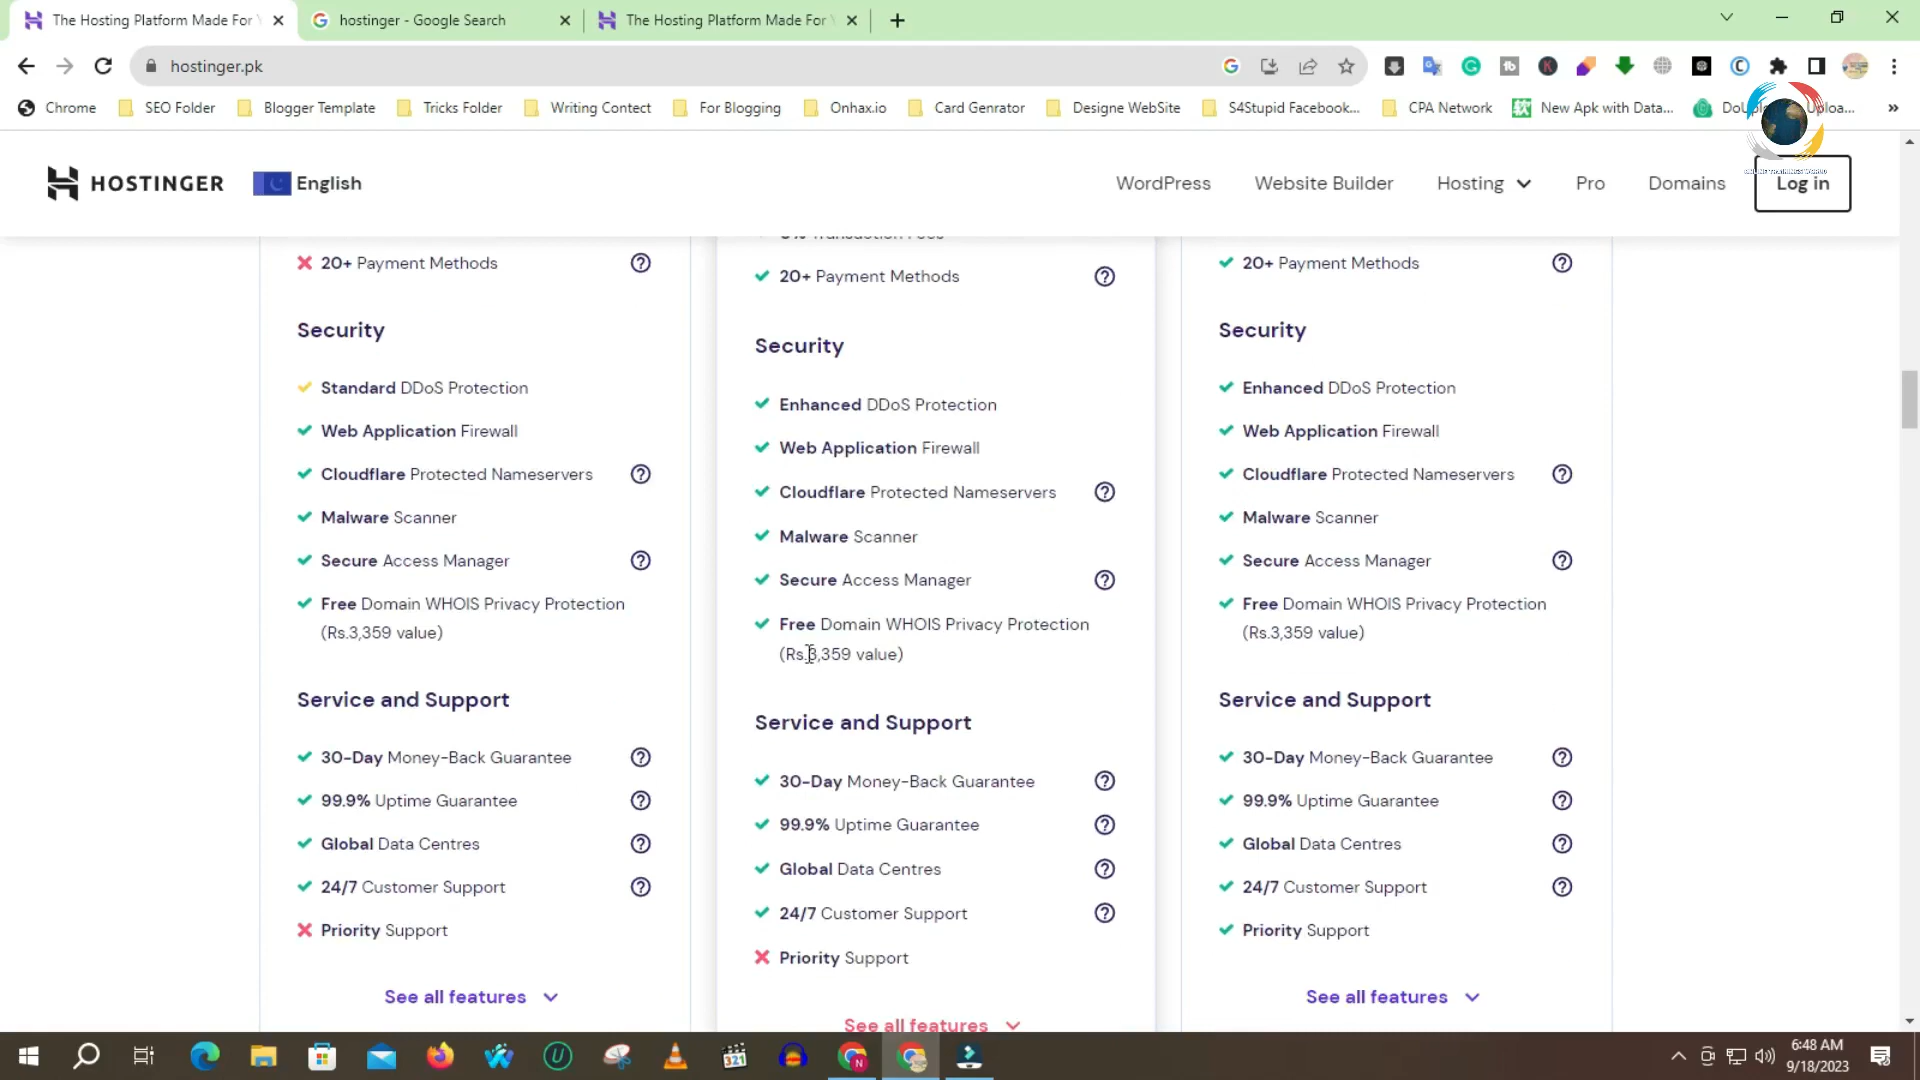 The Hosting Platform Made For
hostinger - Google Search
The Hosting Platform Made For
hostinger.pk
Chrome
SEO Folder
Blogger Template
Tricks Folder
Writing Contect
For Blogging
Onhax.io
Card Genrator
Designe WebSite
S4Stupid Facebook...
CPA Network
New Apk with Data...
HOSTINGER
English
WordPress
Website Builder
Hosting
Pro
Domains
Log in
20+ Payment Methods
Security
Standard DDoS Protection
Web Application Firewall
Cloudflare Protected Nameservers
Malware Scanner
Secure Access Manager
Free Domain WHOIS Privacy Protection
(Rs.3,359 value)
Service and Support
30-Day Money-Back Guarantee
99.9% Uptime Guarantee
Global Data Centres
24/7 Customer Support
Priority Support
See all features
20+ Payment Methods
Security
Enhanced DDoS Protection
Web Application Firewall
Cloudflare Protected Nameservers
Malware Scanner
Secure Access Manager
Free Domain WHOIS Privacy Protection
(Rs.3,359 value)
Service and Support
30-Day Money-Back Guarantee
99.9% Uptime Guarantee
Global Data Centres
24/7 Customer Support
Priority Support
See all features
20+ Payment Methods
Security
Enhanced DDoS Protection
Web Application Firewall
Cloudflare Protected Nameservers
Malware Scanner
Secure Access Manager
Free Domain WHOIS Privacy Protection
(Rs.3,359 value)
Service and Support
30-Day Money-Back Guarantee
99.9% Uptime Guarantee
Global Data Centres
24/7 Customer Support
Priority Support
See all features
6:48 AM
9/18/2023